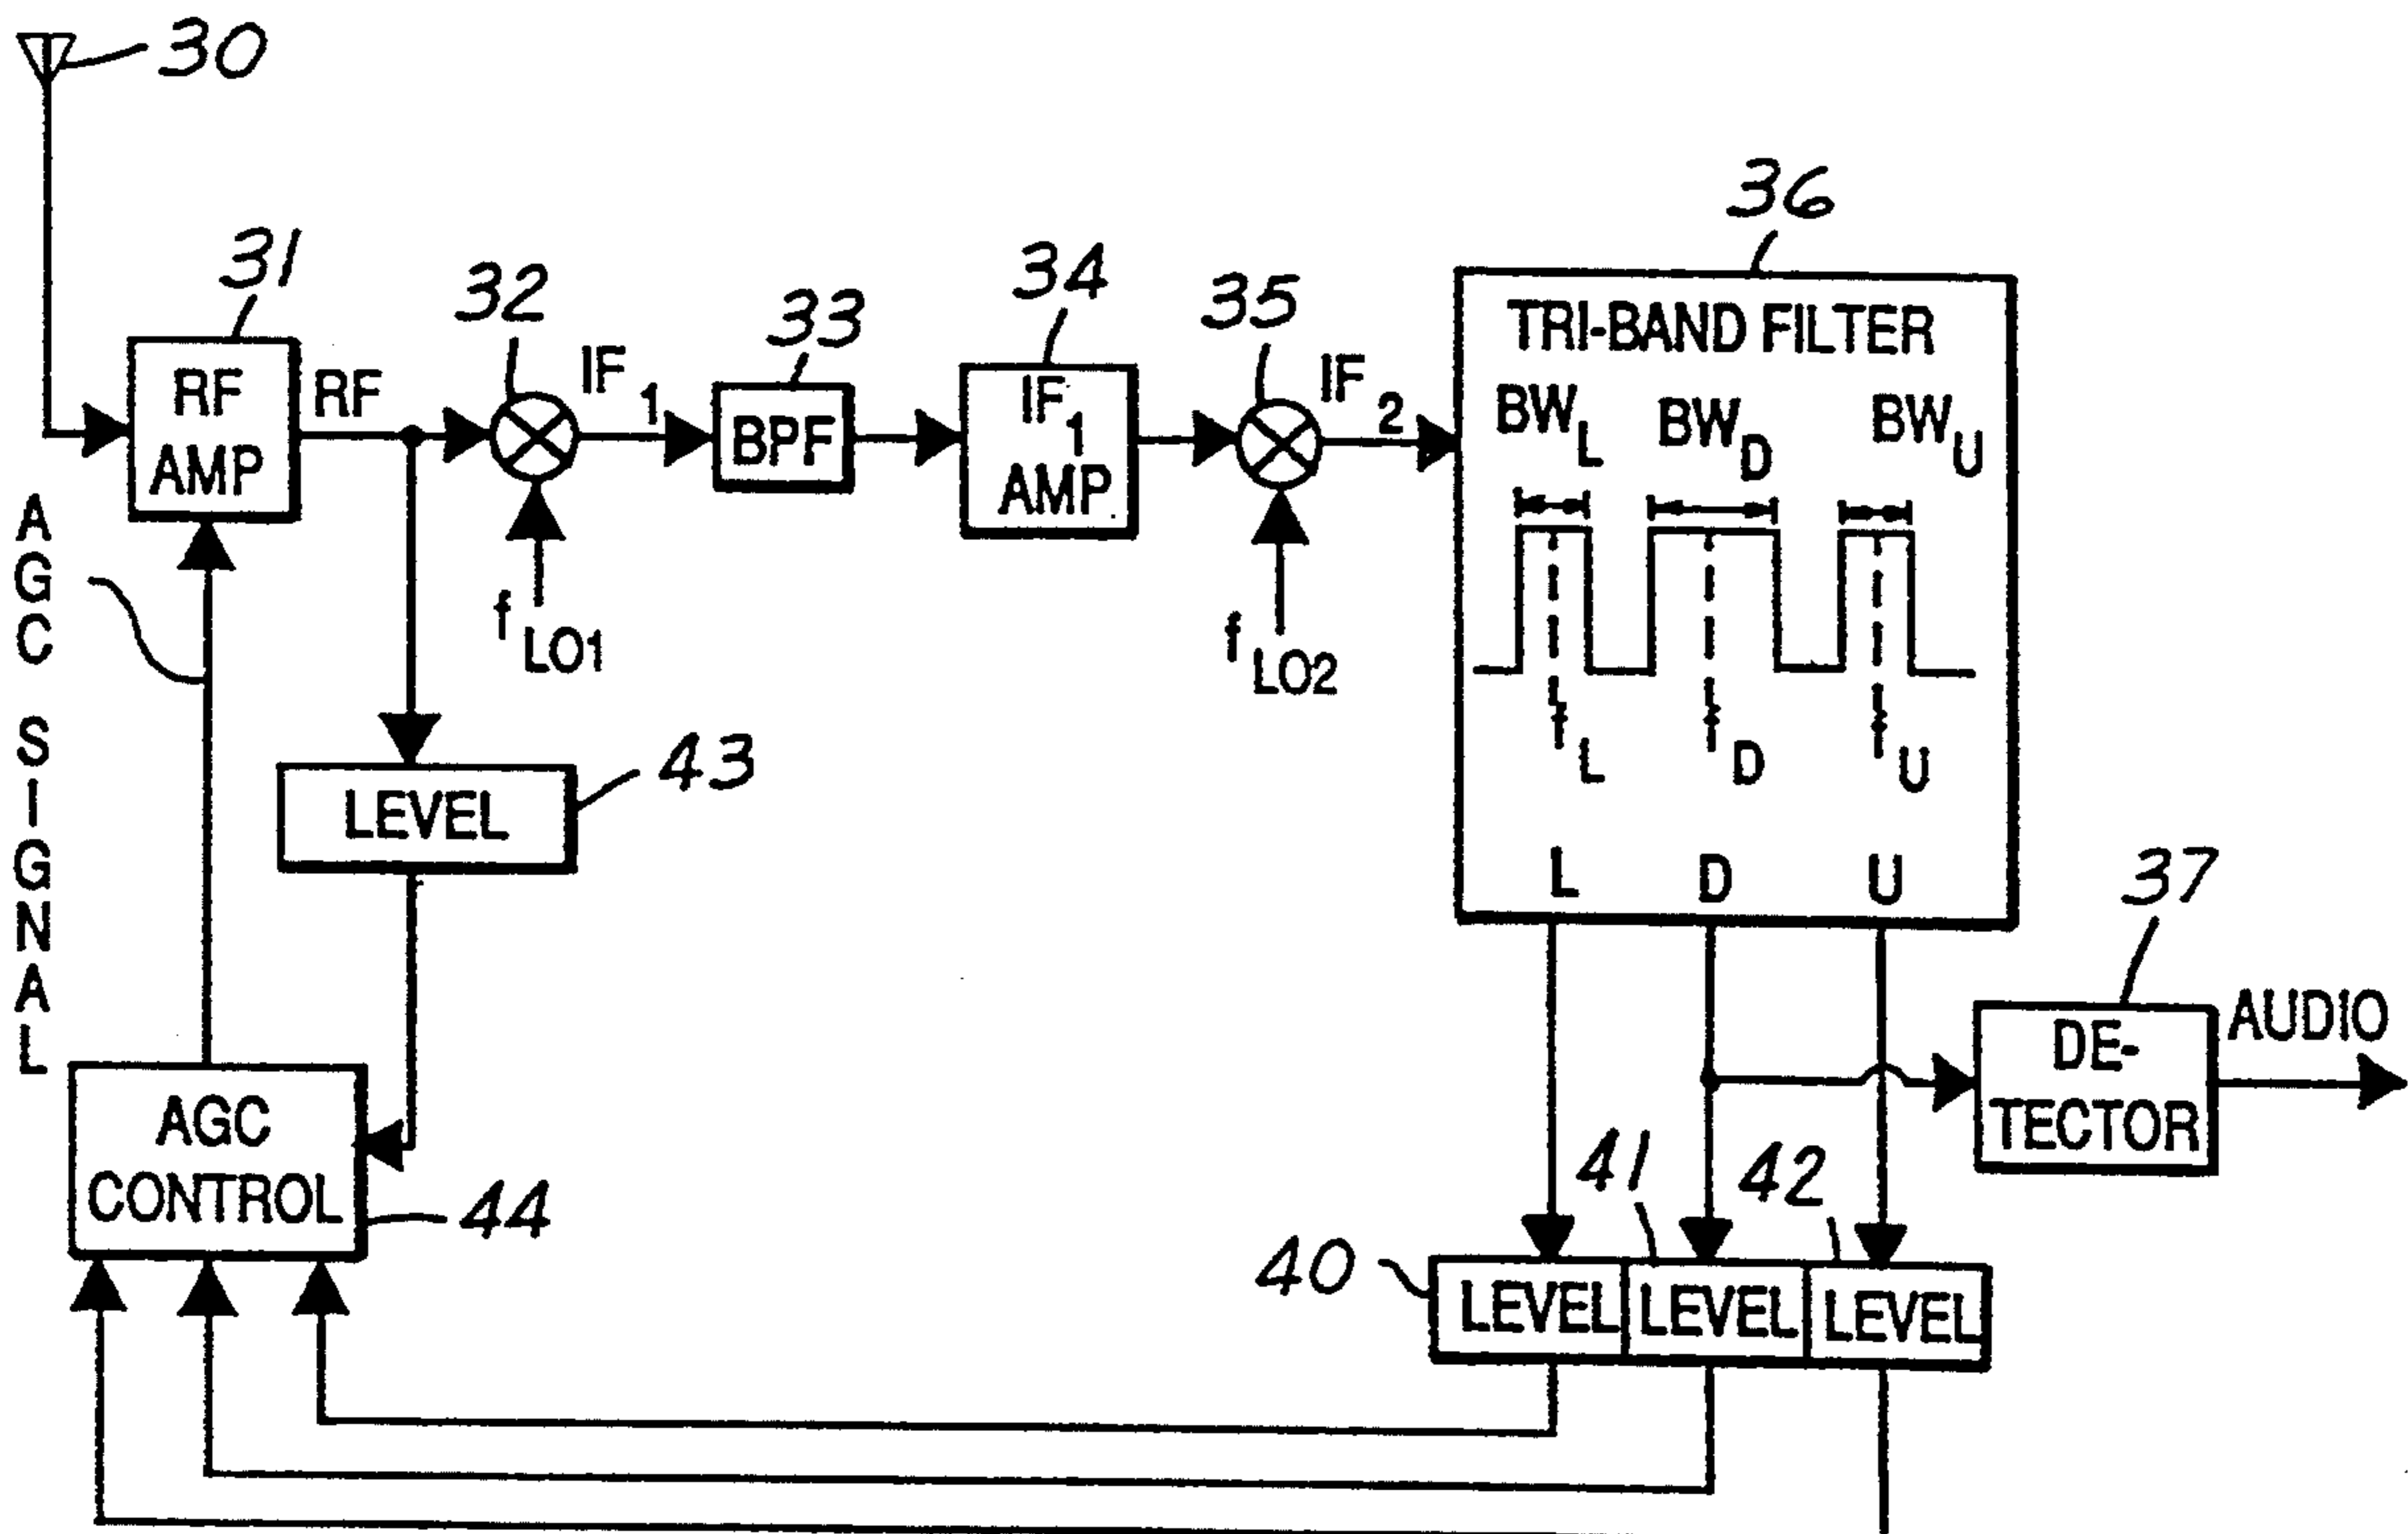 30
31
32
33
34
35
36
RF
AMP
RF
IF1
BPF
IF1
AMP
IF2
fLO1
fLO2
TRI-BAND FILTER
BWL BWD BWU
fL fD fU
L D U
AGC SIGNAL
LEVEL
43
37
DE-
TECTOR
AUDIO
AGC
CONTROL
44
40
41
42
LEVEL LEVEL LEVEL